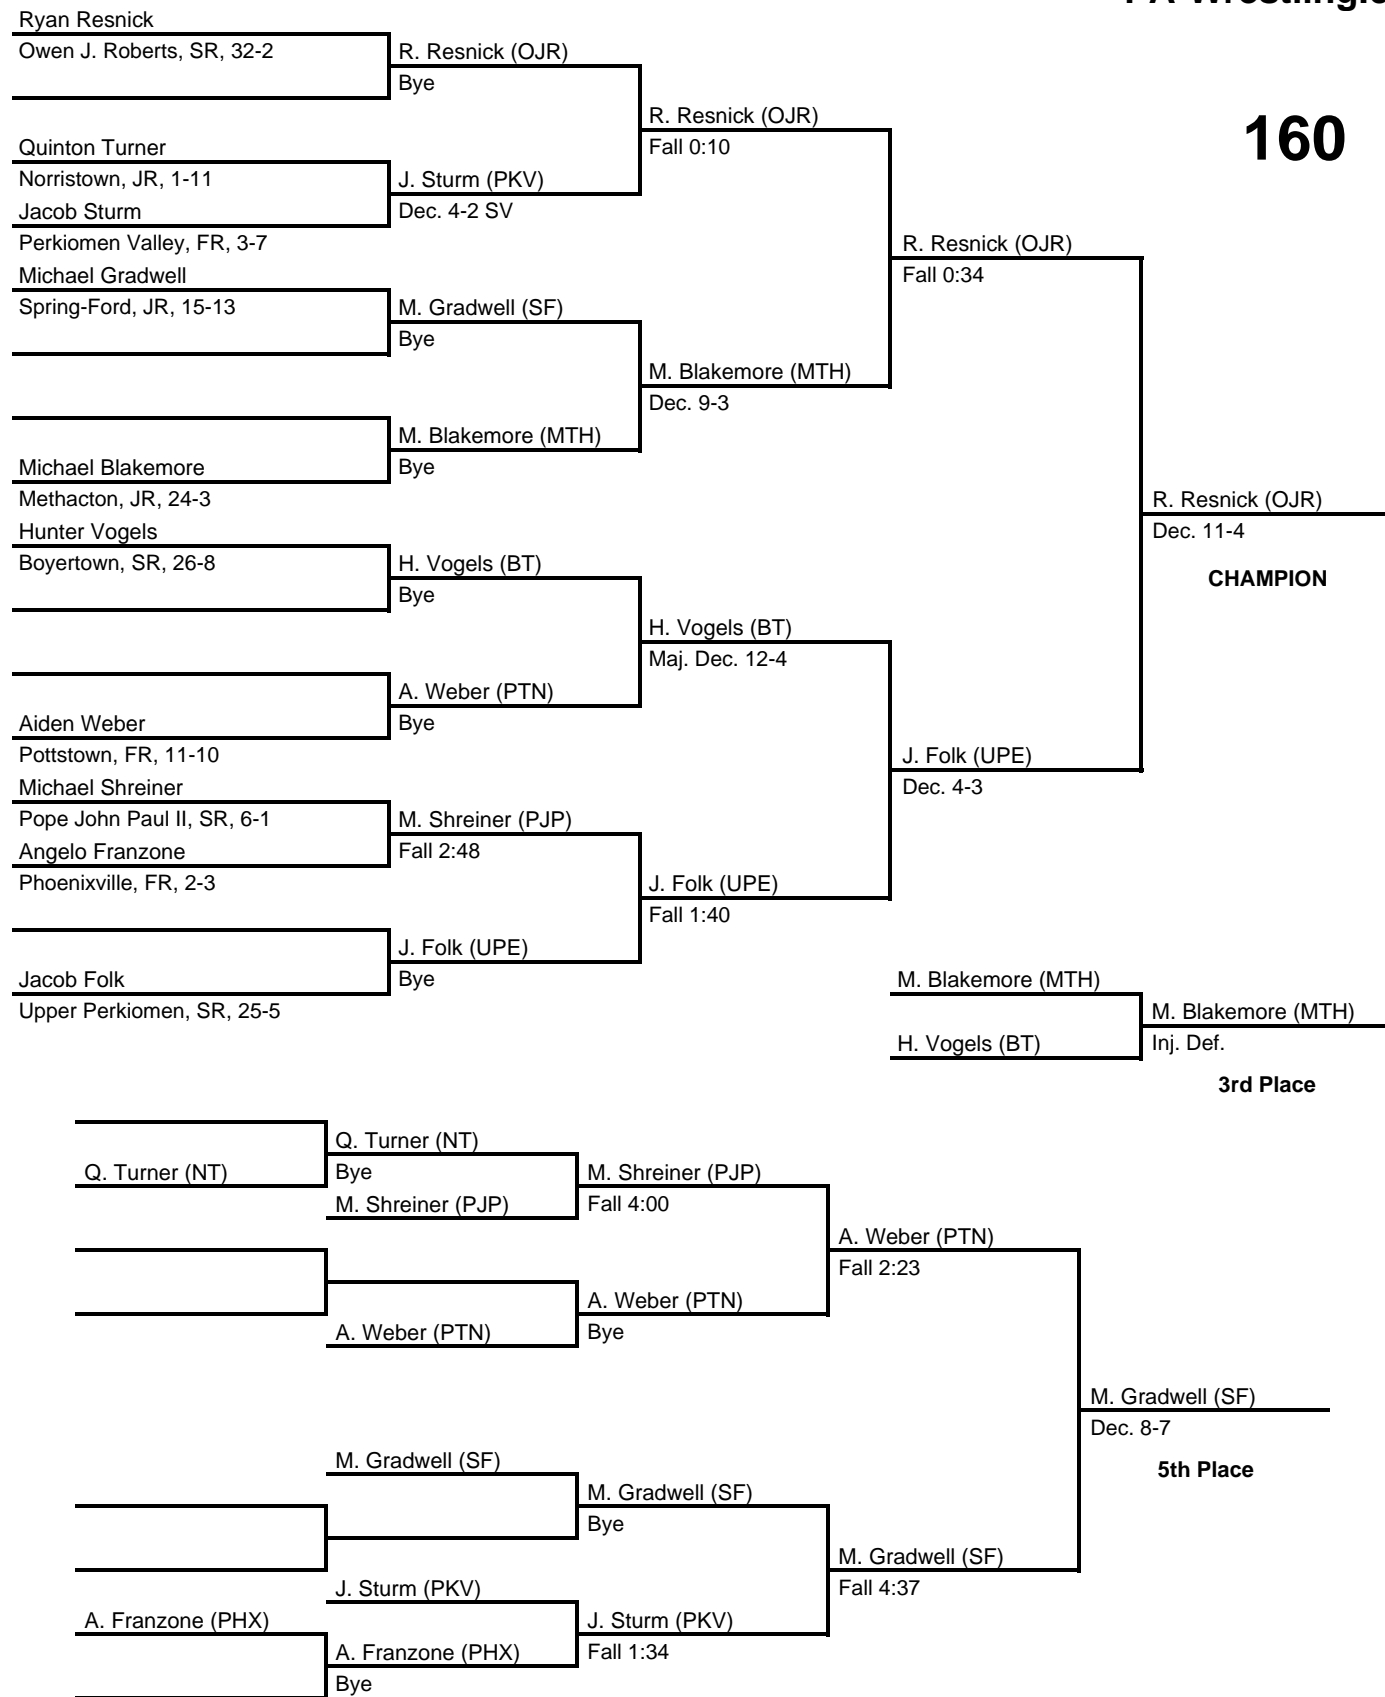 Ryan Resnick
Owen J. Roberts, SR, 32-2
R. Resnick (OJR)
Bye
R. Resnick (OJR)
Fall 0:10
160
Quinton Turner
Norristown, JR, 1-11
J. Sturm (PKV)
Jacob Sturm
Dec. 4-2 SV
Perkiomen Valley, FR, 3-7
R. Resnick (OJR)
Michael Gradwell
Fall 0:34
Spring-Ford, JR, 15-13
M. Gradwell (SF)
Bye
M. Blakemore (MTH)
Dec. 9-3
M. Blakemore (MTH)
Michael Blakemore
Bye
Methacton, JR, 24-3
R. Resnick (OJR)
Hunter Vogels
Dec. 11-4
Boyertown, SR, 26-8
H. Vogels (BT)
CHAMPION
Bye
H. Vogels (BT)
Maj. Dec. 12-4
A. Weber (PTN)
Aiden Weber
Bye
Pottstown, FR, 11-10
J. Folk (UPE)
Michael Shreiner
Dec. 4-3
Pope John Paul II, SR, 6-1
M. Shreiner (PJP)
Angelo Franzone
Fall 2:48
Phoenixville, FR, 2-3
J. Folk (UPE)
Fall 1:40
J. Folk (UPE)
Jacob Folk
Bye
M. Blakemore (MTH)
Upper Perkiomen, SR, 25-5
M. Blakemore (MTH)
H. Vogels (BT)
Inj. Def.
3rd Place
Q. Turner (NT)
Q. Turner (NT)
Bye
M. Shreiner (PJP)
M. Shreiner (PJP)
Fall 4:00
A. Weber (PTN)
Fall 2:23
A. Weber (PTN)
A. Weber (PTN)
Bye
M. Gradwell (SF)
Dec. 8-7
M. Gradwell (SF)
5th Place
M. Gradwell (SF)
Bye
M. Gradwell (SF)
J. Sturm (PKV)
Fall 4:37
A. Franzone (PHX)
J. Sturm (PKV)
A. Franzone (PHX)
Fall 1:34
Bye